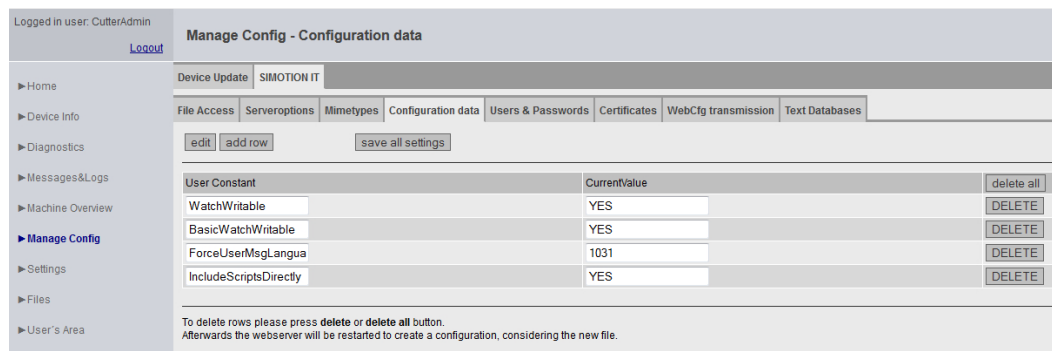 Logged in user: CutterAdmin
Logout
Manage Config - Configuration data
Device Update SIMOTION IT
File Access Serveroptions Mimetypes Configuration data Users & Passwords Certificates WebCfg transmission Text Databases
►Home
►Device Info
►Diagnostics
►Messages&Logs
►Machine Overview
►Manage Config
►Settings
►Files
►User´s Area
edit add row save all settings
User Constant CurrentValue delete all
WatchWritable YES DELETE
BasicWatchWritable YES DELETE
ForceUserMsgLangua 1031 DELETE
IncludeScriptsDirectly YES DELETE
To delete rows please press delete or delete all button.
Afterwards the webserver will be restarted to create a configuration, considering the new file.